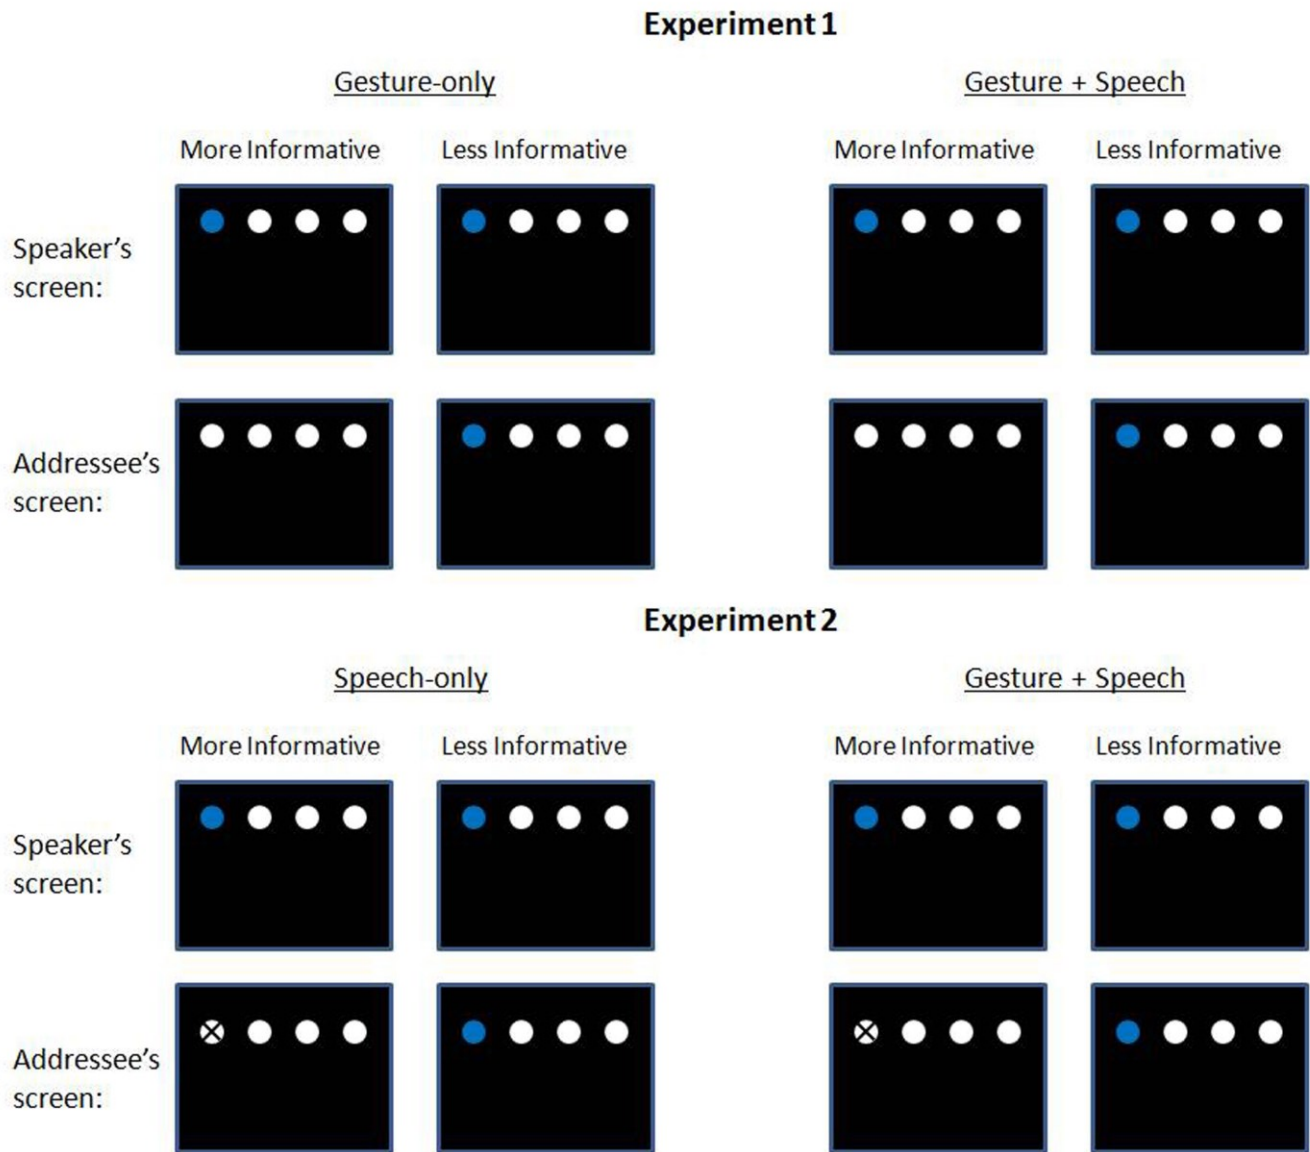 Experiment 1
Gesture-only
Gesture + Speech
More Informative
Less Informative
More Informative
Less Informative
Speaker's
screen:
Addressee's
screen:
Experiment 2
Speech-only
Gesture + Speech
More Informative
Less Informative
More Informative
Less Informative
Speaker's
screen:
Addressee's
screen: